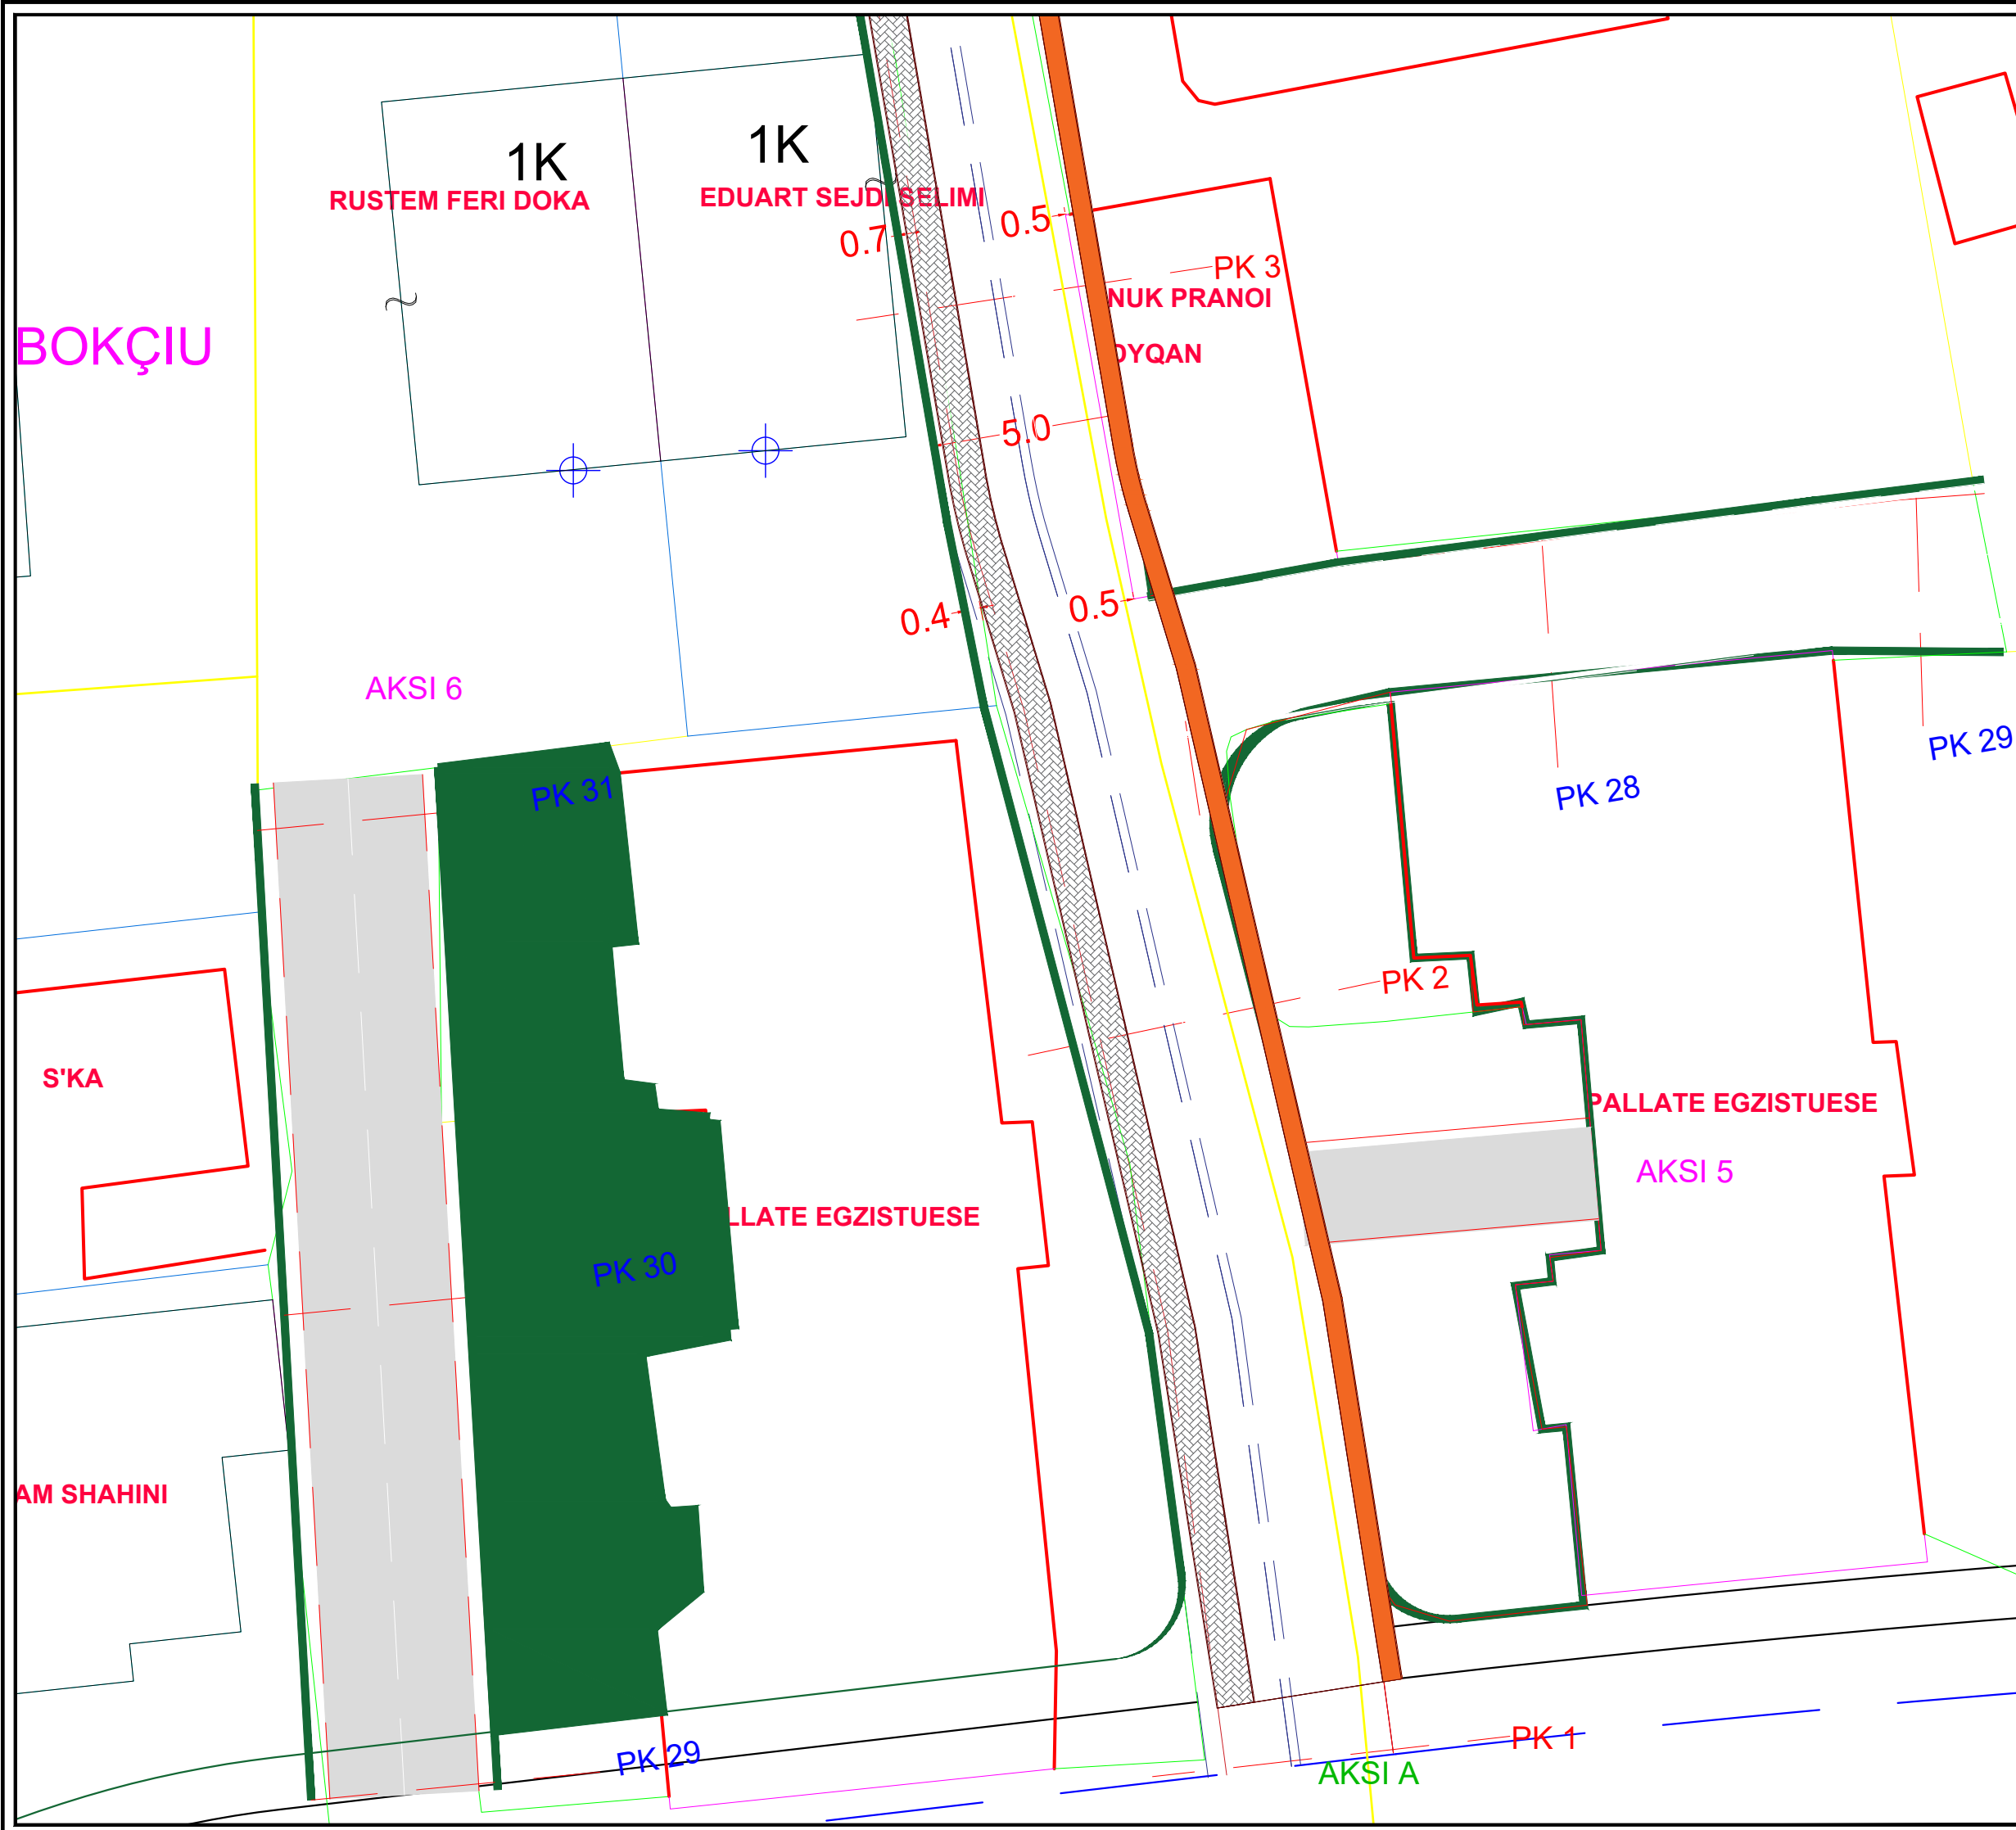 1K
1K
RUSTEM FERI DOKA
EDUART SEJDI SELIMI
0.7
0.5
PK 3
NUK PRANOI
DYQAN
BOKÇIU
5.0
0.4
0.5
AKSI 6
PK 29
PK 28
PK 31
PK 2
S'KA
PALLATE EGZISTUESE
AKSI 5
LLATE EGZISTUESE
PK 30
AM SHAHINI
PK 1
PK 29
AKSI A